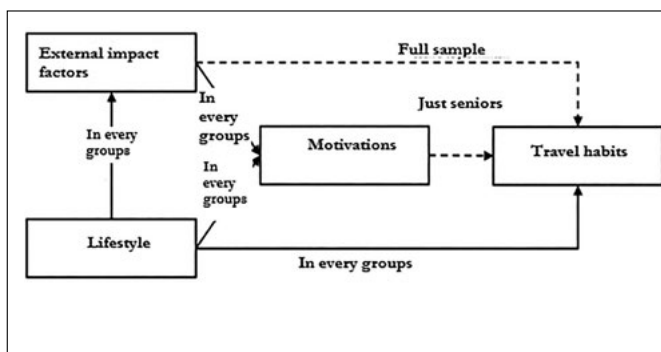 External impact
factors
Full sample
In
every
groups
Just seniors
In every
groups
Motivations
Travel habits
In
every
groups
Lifestyle
In every groups